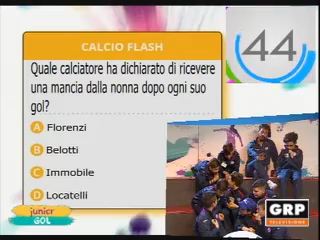 CALCIO FLASH
44
Quale calciatore ha dichiarato di ricevere
una mancia dalla nonna dopo ogni suo
gol?
A Florenzi
B Belotti
C Immobile
D Locatelli
junior
GOL
GRP
TELEVISIONE